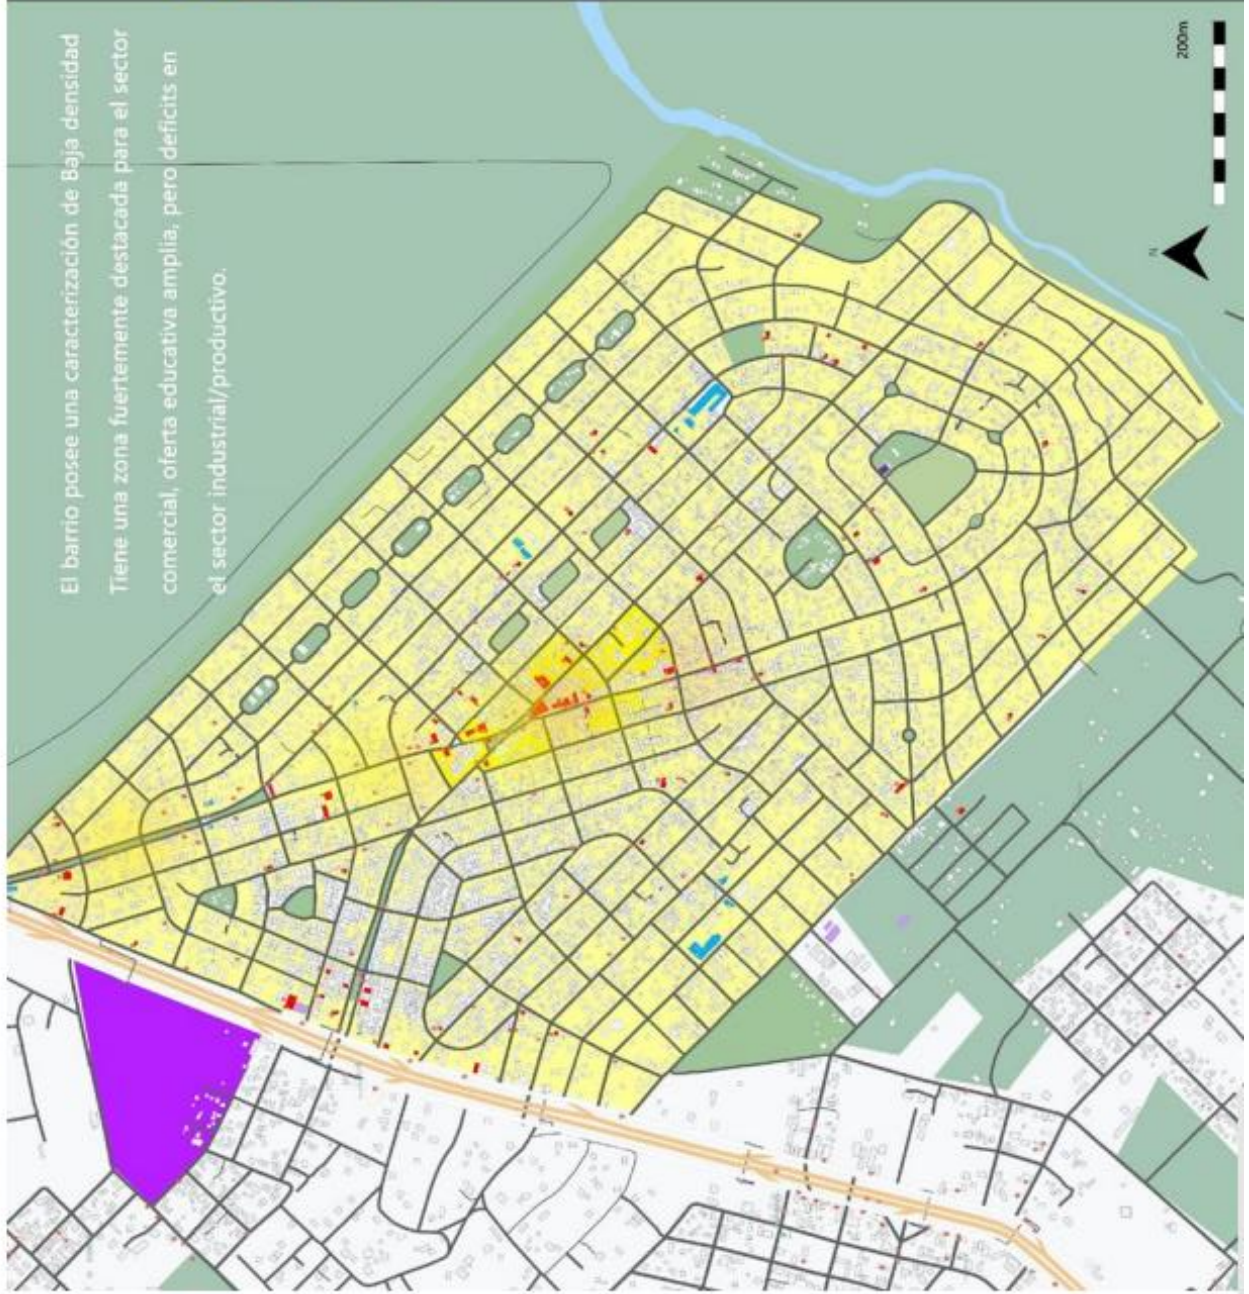 El barrio posee una caracterización de Baja densidad
Tiene una zona fuertemente destacada para el sector
comercial, oferta educativa amplia, pero deficits en
el sector industrial/productivo.
N
200m